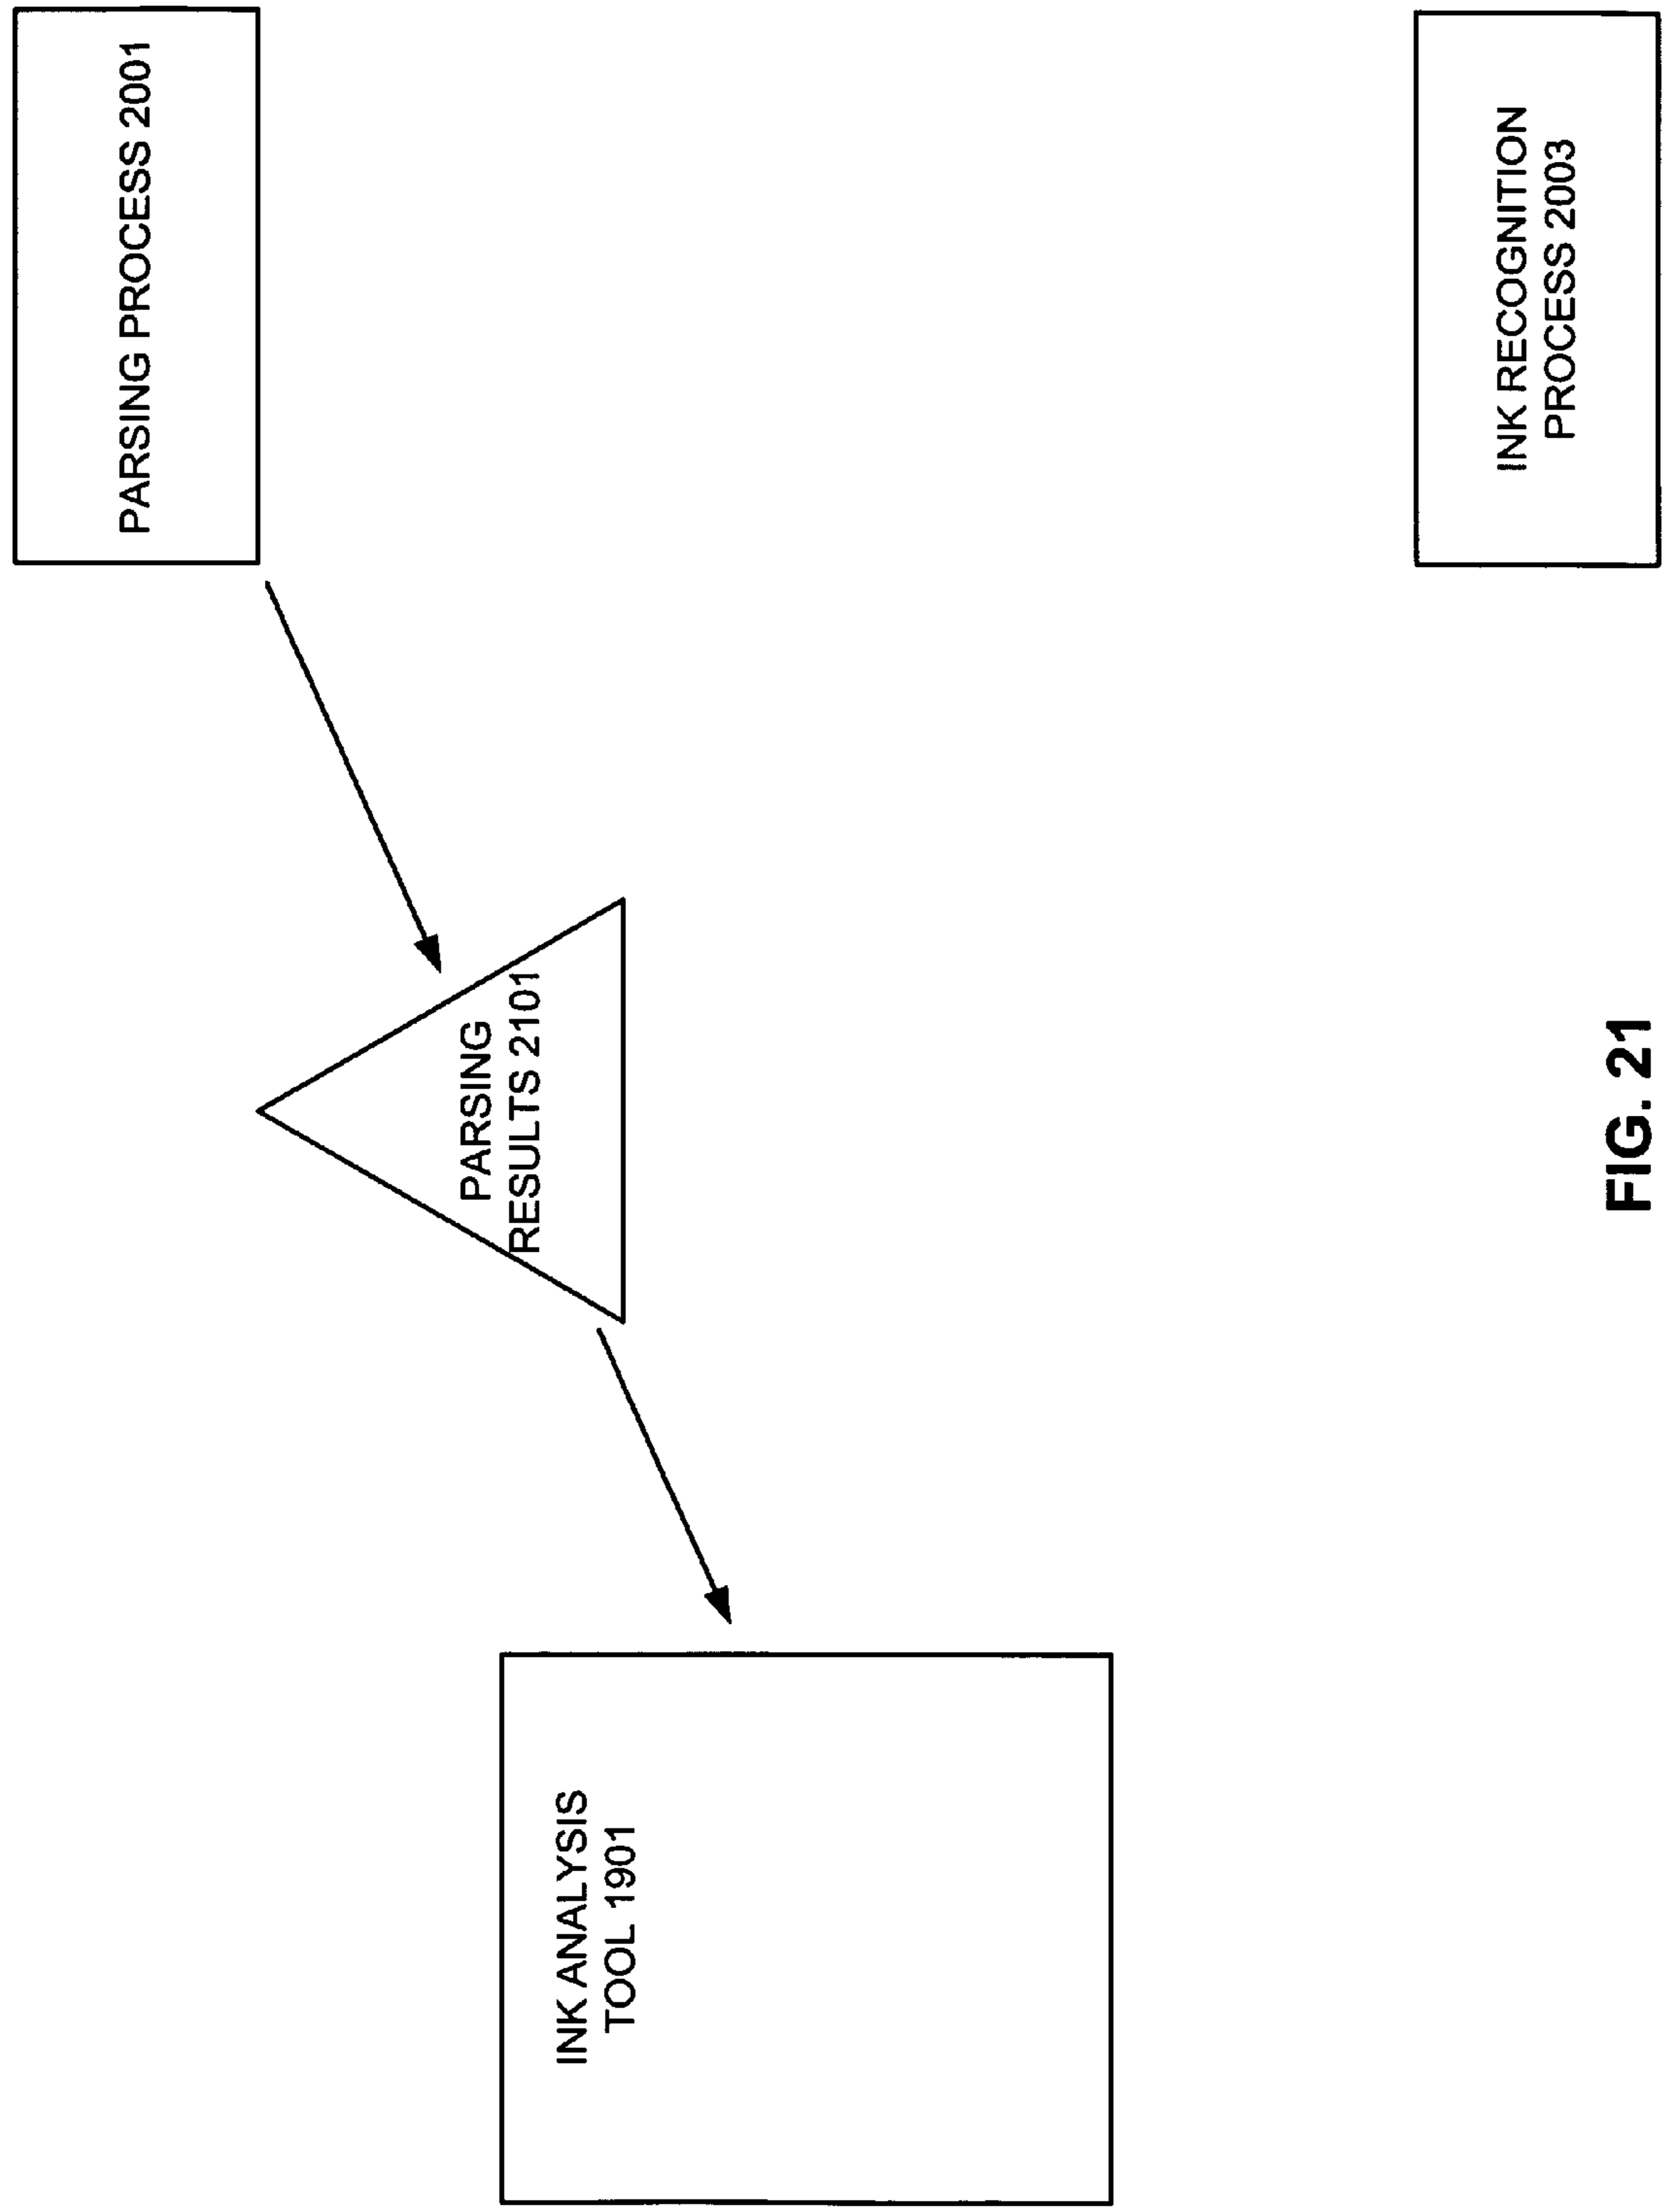 PARSING PROCESS 2001
PARSING
RESULTS 2101
INK ANALYSIS
TOOL 1901
INK RECOGNITION
PROCESS 2003
FIG. 21